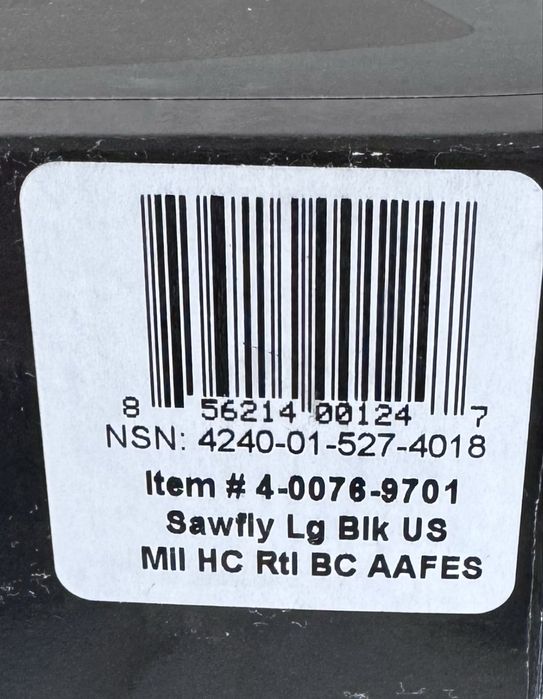 8 56214 00124 7
NSN: 4240-01-527-4018
Item # 4-0076-9701
Sawfly Lg Blk US
Mil HC Rtl BC AAFES